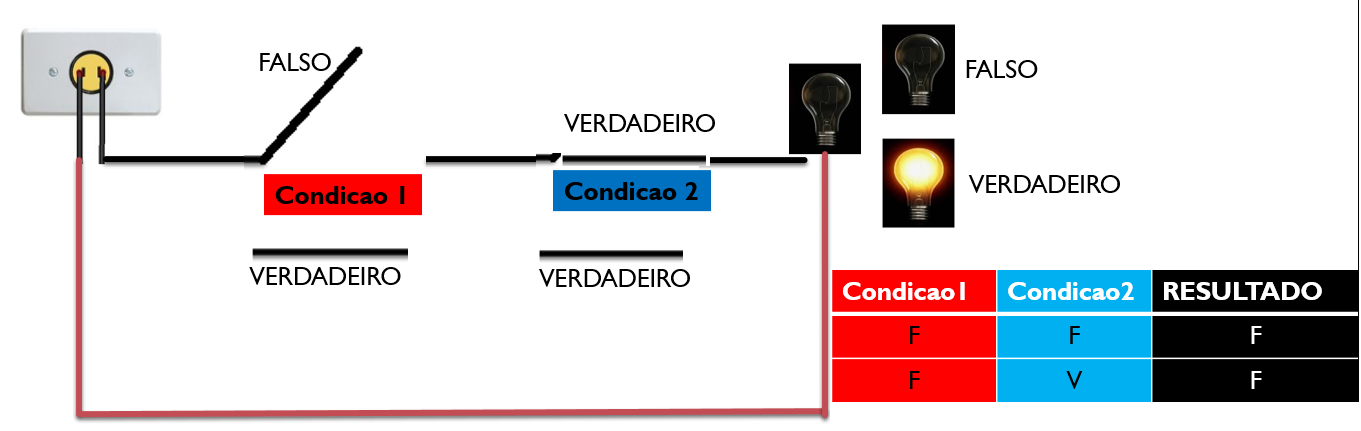 FALSO
VERDADEIRO
Condicao 1
Condicao 2
VERDADEIRO
VERDADEIRO
FALSO
VERDADEIRO
Condicao1 Condicao2 RESULTADO
F F F
F V F